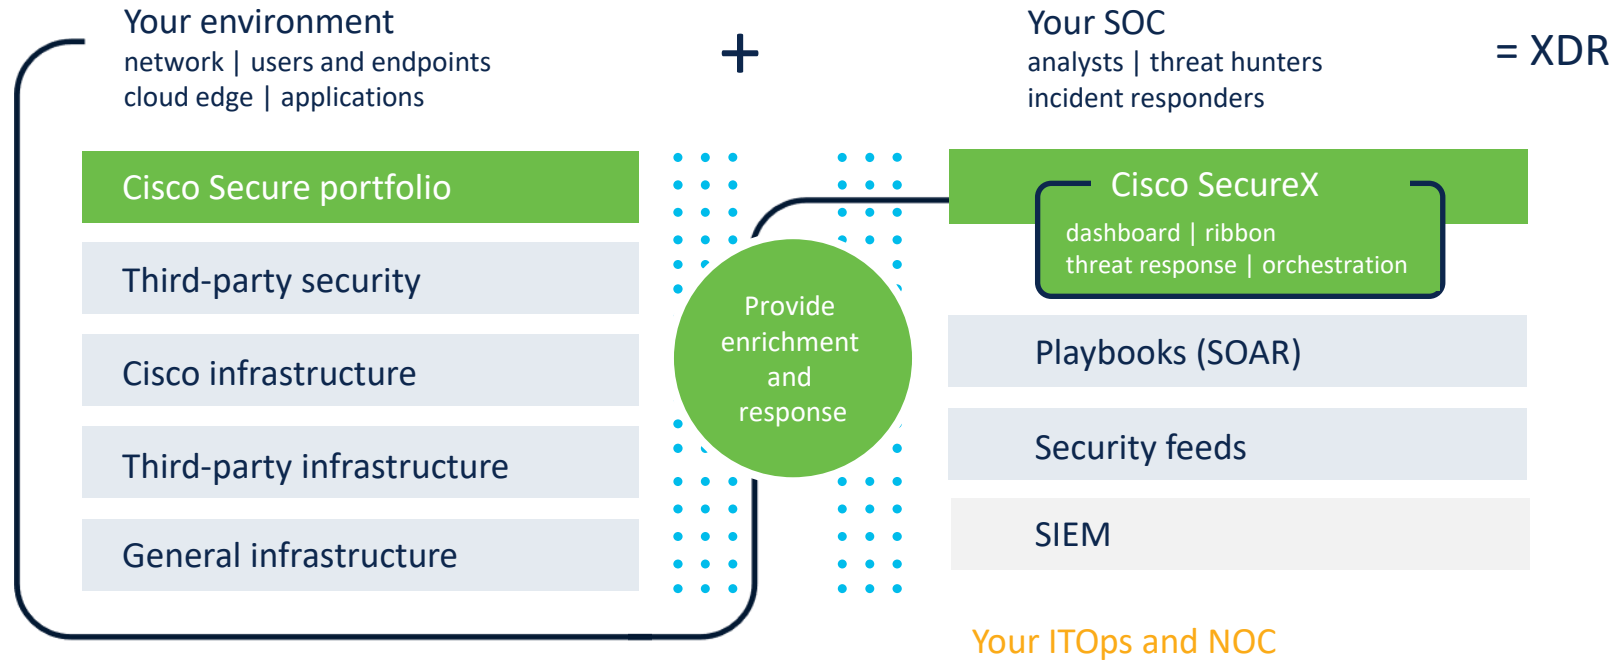 Your environment
network | users and endpoints
cloud edge | applications
+
Your SOC
analysts | threat hunters
incident responders
= XDR
Cisco Secure portfolio
Third-party security
Cisco infrastructure
Third-party infrastructure
General infrastructure
Provide
enrichment
and
response
Cisco SecureX
dashboard | ribbon
threat response | orchestration
Playbooks (SOAR)
Security feeds
SIEM
Your ITOps and NOC